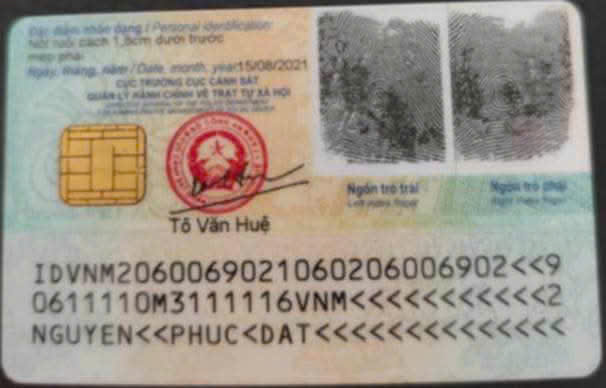 Đặc điểm nhân dạng / Personal identification:
Nốt ruồi cách 1,5cm dưới trước
mép phải
Ngày, tháng, năm / Date, month, year: 15/08/2021
CỤC TRƯỞNG CỤC CẢNH SÁT
QUẢN LÝ HÀNH CHÍNH VỀ TRẬT TỰ XÃ HỘI
Tô Văn Huệ
Ngón trỏ trái
Left index finger
Ngón trỏ phải
Right index finger
IDVNM2060069021060206006902<<9
0611110M3111116VNM<<<<<<<<<<<2
NGUYEN<<PHUC<DAT<<<<<<<<<<<<<<